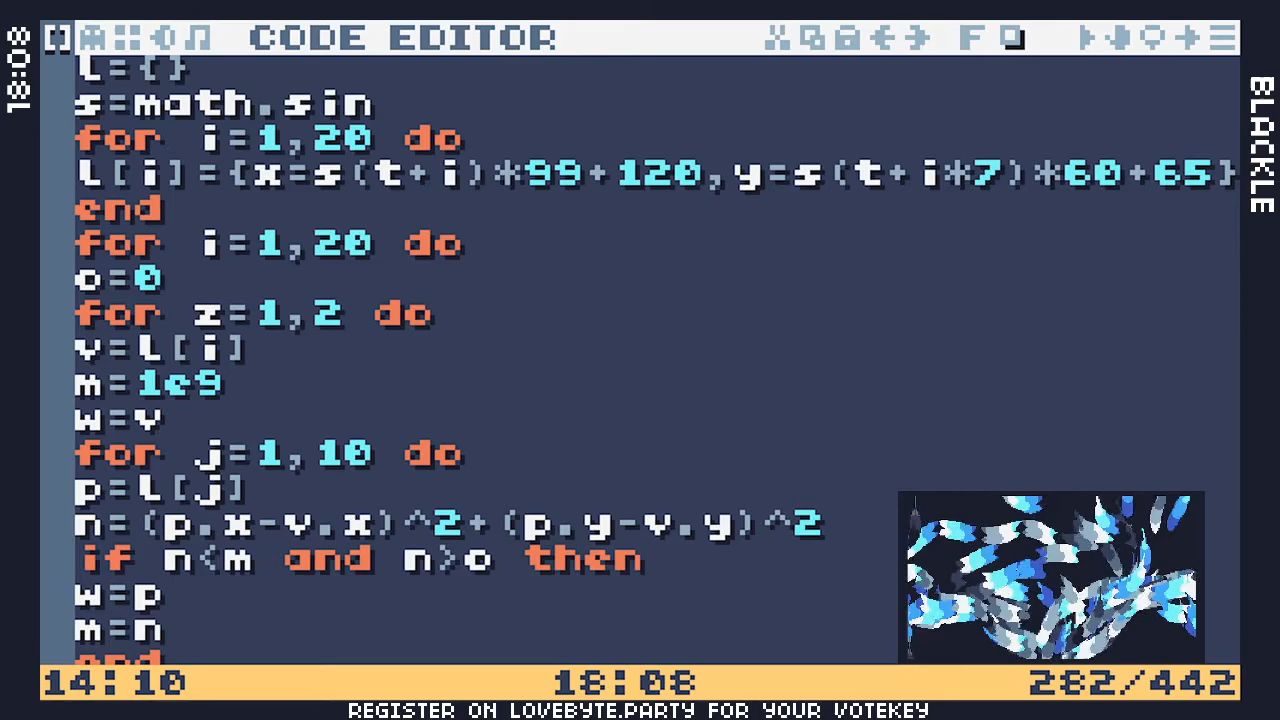 CODE EDITOR
F
18:08
BLACKLE
l={}
s=math.sin
for i=1,20 do
l[i]={x=s(t+i)*99+120,y=s(t+i*7)*60+65}
end
for i=1,20 do
o=0
for z=1,2 do
v=l[i]
m=1e9
w=v
for j=1,10 do
p=l[j]
n=(p.x-v.x)^2+(p.y-v.y)^2
if n<m and n>o then
w=p
m=n
end
14:10 18:08 282/442
REGISTER ON LOVEBYTE.PARTY FOR YOUR VOTEKEY